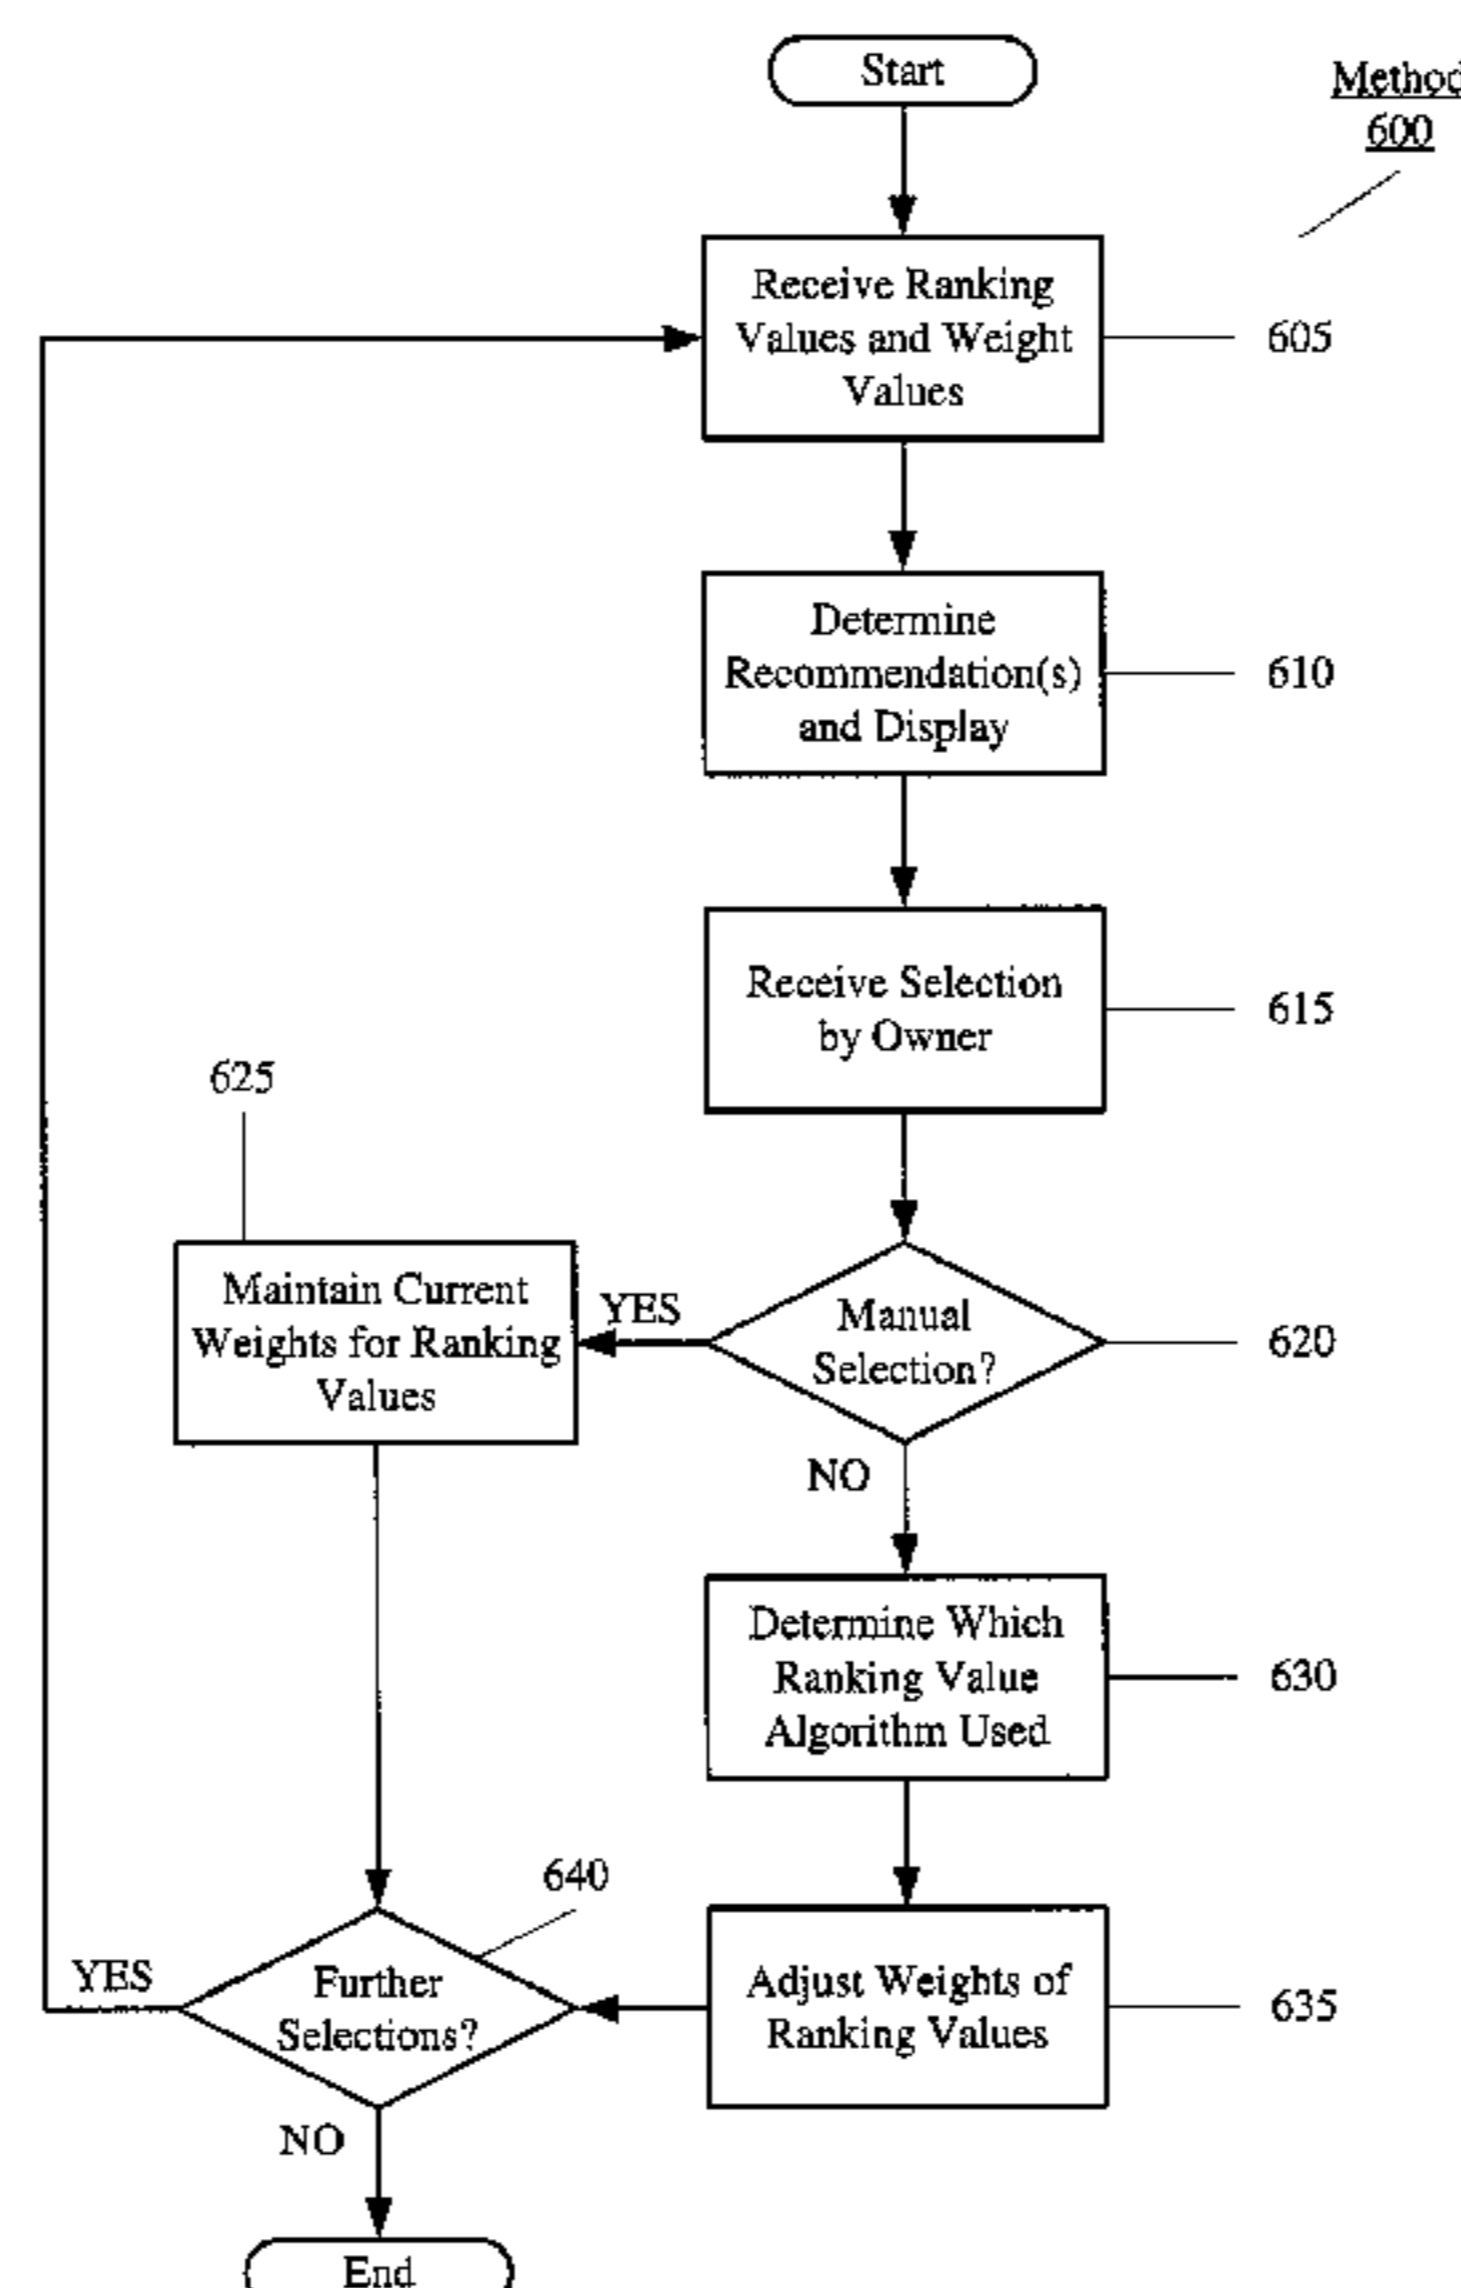 Start
Method
600
Receive Ranking
Values and Weight
Values
605
Determine
Recommendation(s)
and Display
610
Receive Selection
by Owner
615
625
Maintain Current
Weights for Ranking
Values
YES
Manual
Selection?
620
NO
Determine Which
Ranking Value
Algorithm Used
630
640
YES
Further
Selections?
Adjust Weights of
Ranking Values
635
NO
End